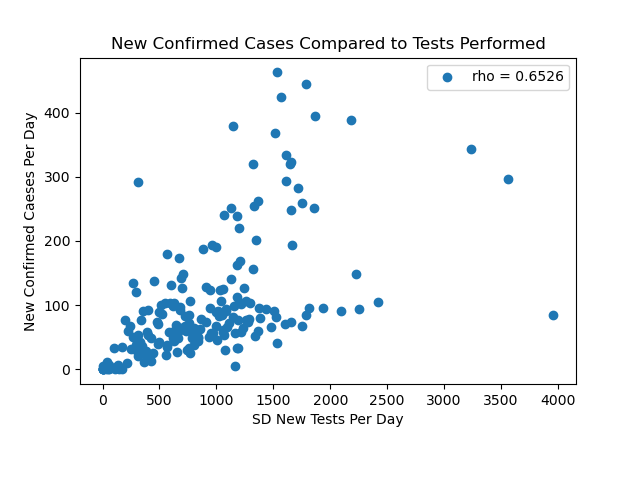 New Confirmed Cases Compared to Tests Performed
rho = 0.6526
New Confirmed Caeses Per Day
400
300
200
100
0
0 500 1000 1500 2000 2500 3000 3500 4000
SD New Tests Per Day